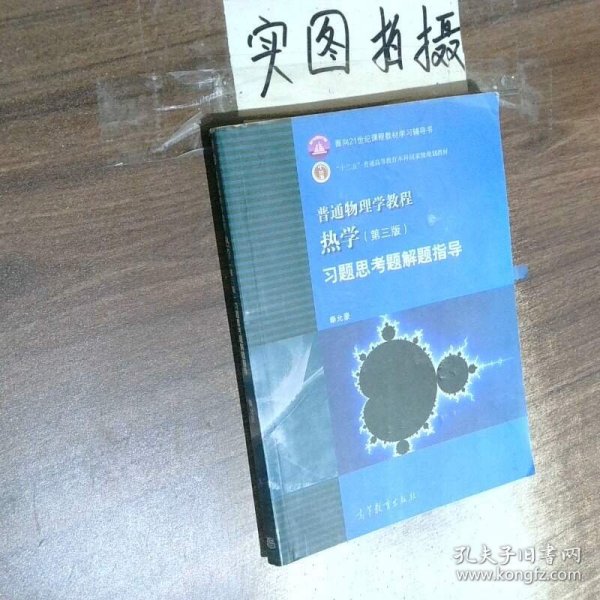 实图拍摄
面向21世纪课程教材学习辅导书
"十二五"普通高等教育本科国家级规划教材
普通物理学教程
热学(第三版)
习题思考题解题指导
秦允豪
高等教育出版社
孔夫子旧书网
www.kongfz.com